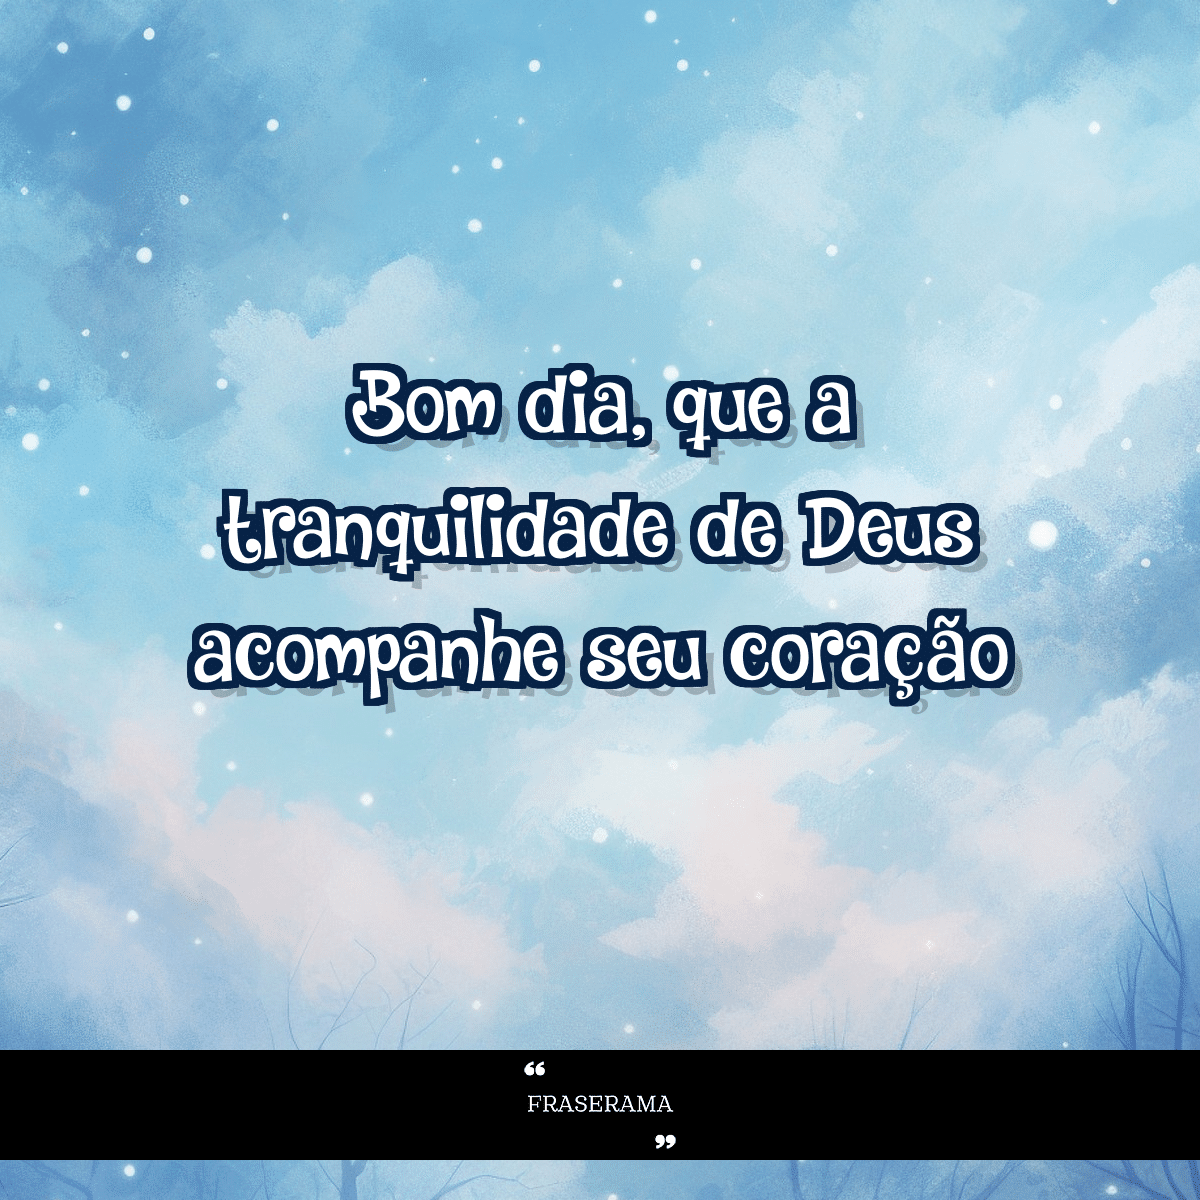 Bom dia, que a
tranquilidade de Deus
acompanhe seu coração
“
FRASERAMA
”